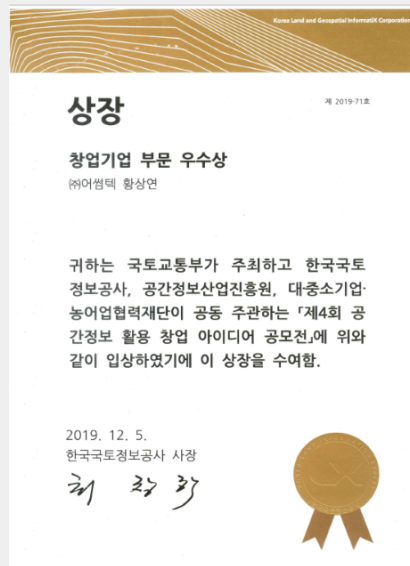 Korea Land and Geospatial InformatiX Corporation
제 2019-71호
상장
창업기업 부문 우수상
㈜어썸텍 황상연
귀하는 국토교통부가 주최하고 한국국토
정보공사, 공간정보산업진흥원, 대·중소기업·
농어업협력재단이 공동 주관하는 「제4회 공
간정보 활용 창업 아이디어 공모전」에 위와
같이 입상하였기에 이 상장을 수여함.
2019. 12. 5.
한국국토정보공사 사장